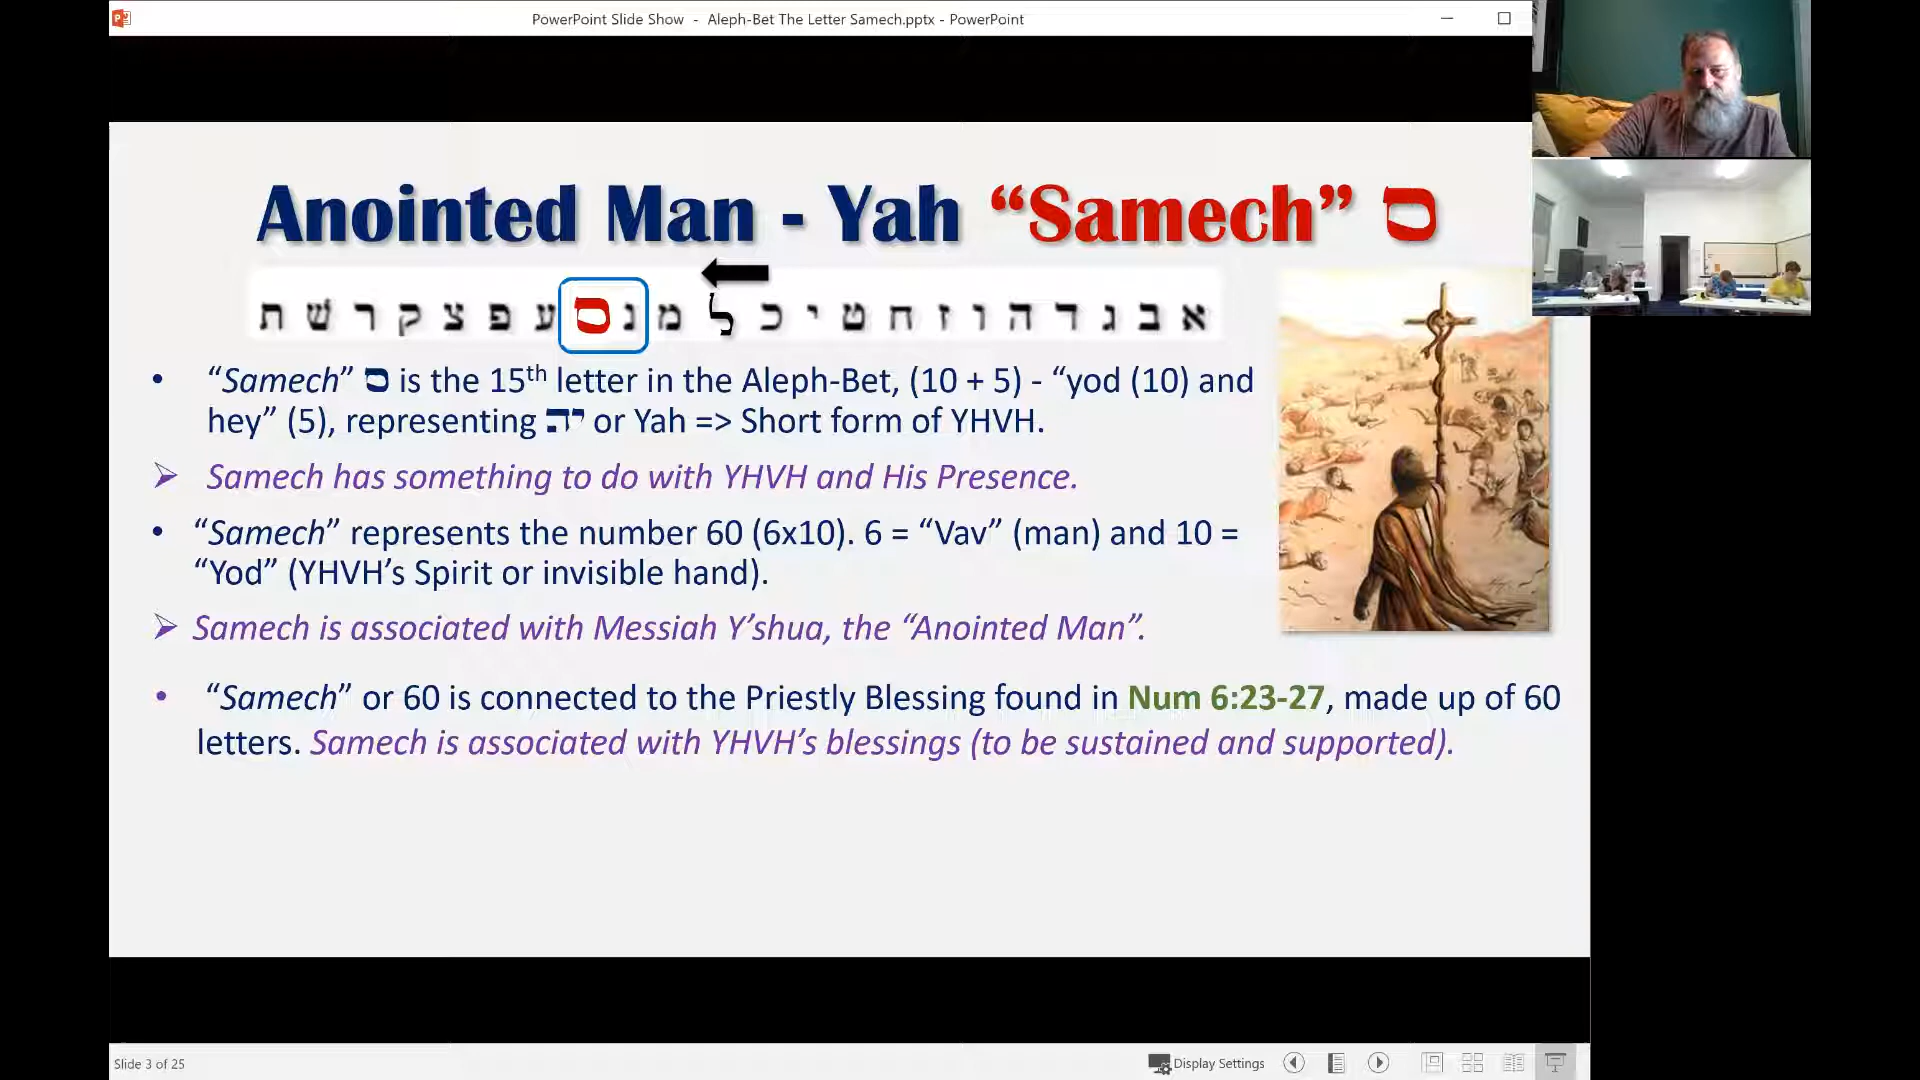 PowerPoint Slide Show - Aleph-Bet The Letter Samech.pptx - PowerPoint
Anointed Man - Yah “Samech” ס
א ב ג ד ה ו ז ח ט י כ ל מ נ ס ע פ צ ק ר שׁ ת
• “Samech” ס is the 15th letter in the Aleph-Bet, (10 + 5) - “yod (10) and
hey” (5), representing יה or Yah => Short form of YHVH.
➢ Samech has something to do with YHVH and His Presence.
• “Samech” represents the number 60 (6x10). 6 = “Vav” (man) and 10 =
“Yod” (YHVH’s Spirit or invisible hand).
➢ Samech is associated with Messiah Y’shua, the “Anointed Man”.
• “Samech” or 60 is connected to the Priestly Blessing found in Num 6:23-27, made up of 60
letters. Samech is associated with YHVH’s blessings (to be sustained and supported).
Slide 3 of 25
Display Settings